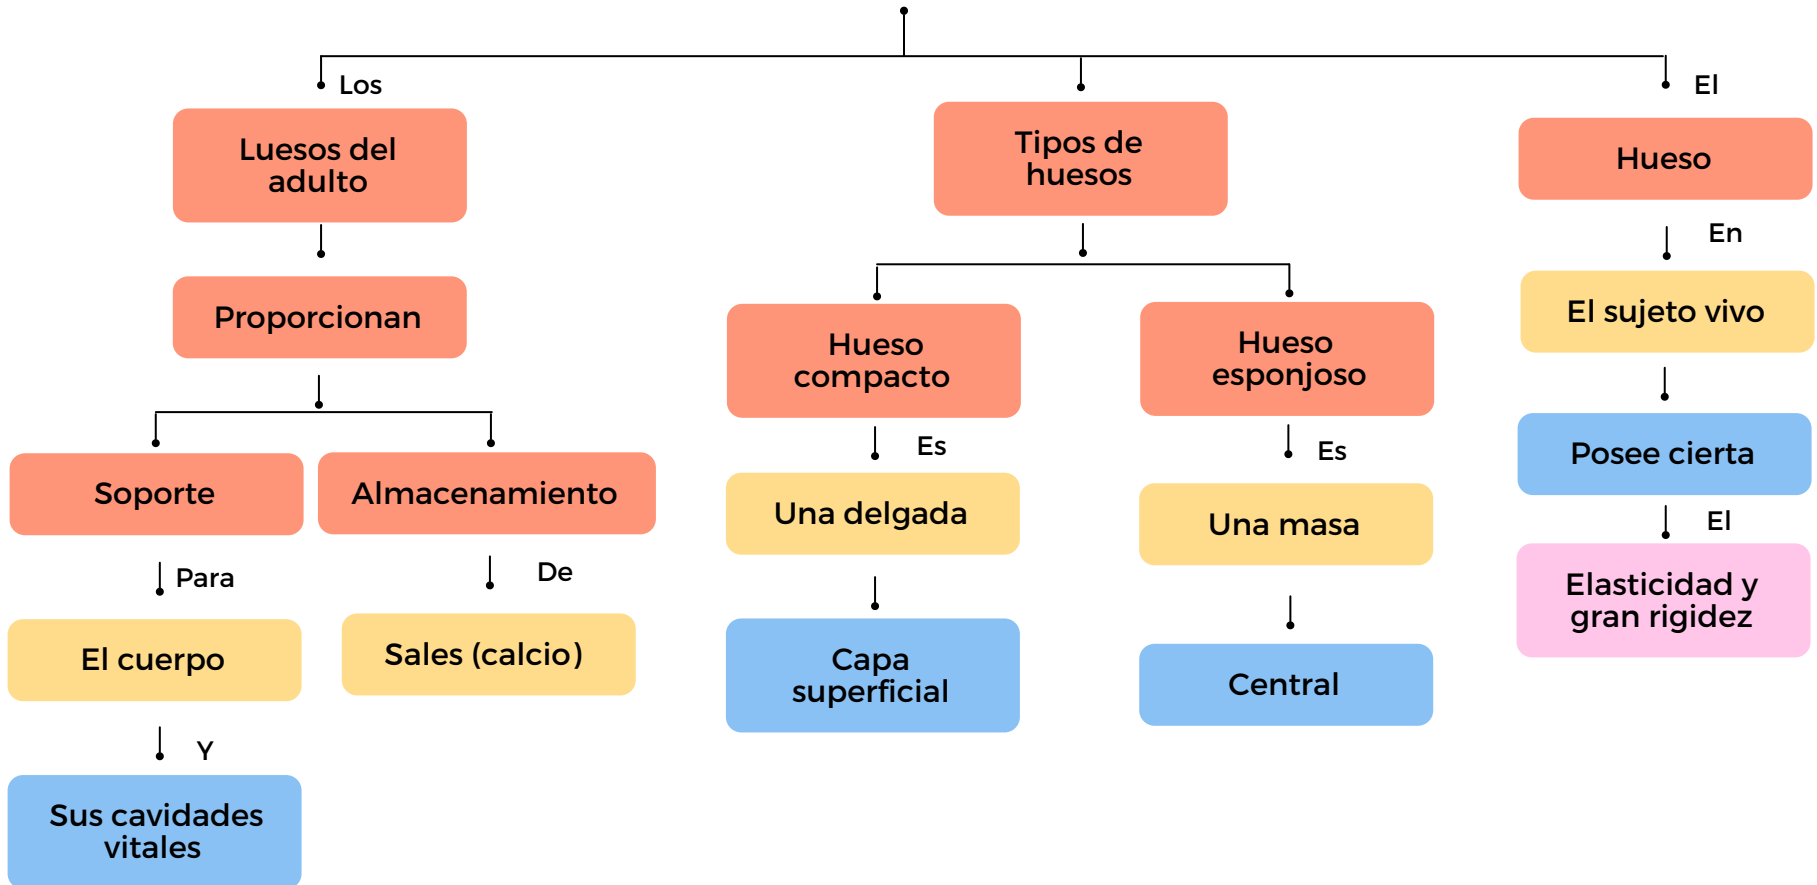 Los
Luesos del
adulto
Proporcionan
Soporte
Almacenamiento
Para
De
El cuerpo
Sales (calcio)
Y
Sus cavidades
vitales
Tipos de
huesos
Hueso
compacto
Es
Una delgada
Capa
superficial
Hueso
esponjoso
Es
Una masa
Central
El
Hueso
En
El sujeto vivo
Posee cierta
El
Elasticidad y
gran rigidez